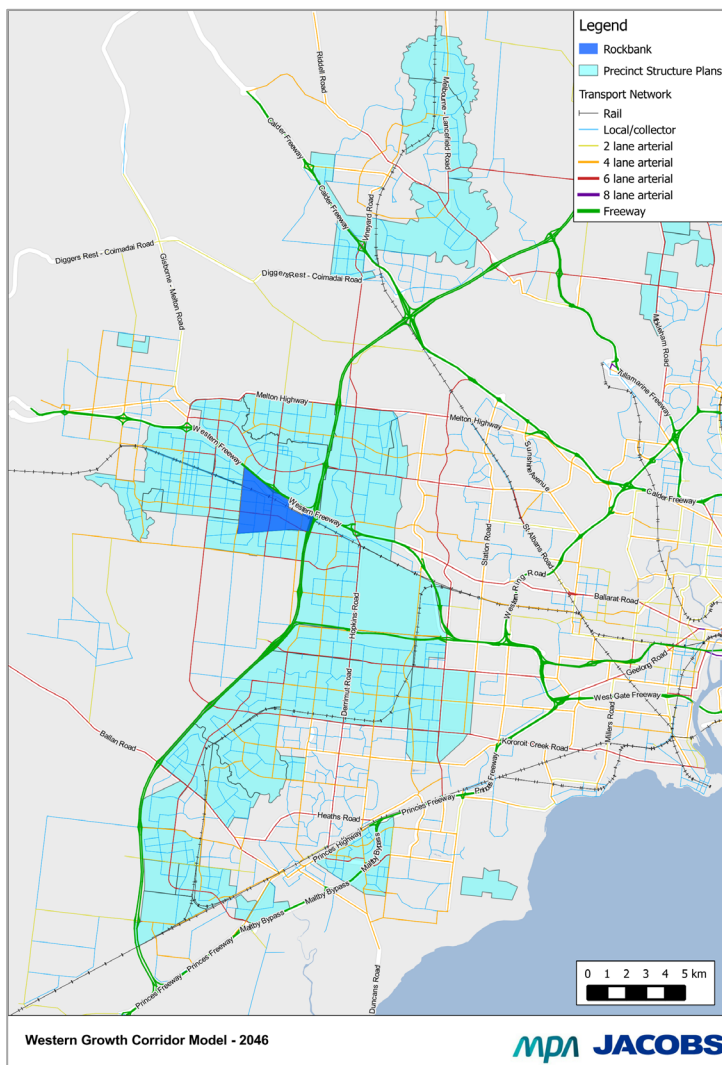 Legend
Rockbank
Precinct Structure Plans
Transport Network
Rail
Local/collector
2 lane arterial
4 lane arterial
6 lane arterial
8 lane arterial
Freeway
Riddell Road
Melbourne - Lancefield Road
Calder Freeway
Calder Freeway
Vineyard Road
Diggers Rest - Coimadai Road
Gisborne - Melton Road
Diggers Rest - Coimadai Road
Mickleham Road
Tullamarine Freeway
Melton Highway
Melton Highway
Sunshine Avenue
Western Freeway
Calder Freeway
Western Freeway
Station Road
St Albans Road
Western Ring Road
Ballarat Road
Hopkins Road
Geelong Road
Derrimut Road
West Gate Freeway
Millers Road
Ballan Road
Kororoit Creek Road
Princes Freeway
Princes Freeway
Heaths Road
Princes Highway
Maltby Bypass
Maltby Bypass
Maltby Bypass
Princes Freeway
Princes Freeway
Duncans Road
0 1 2 3 4 5 km
Western Growth Corridor Model - 2046
MPA JACOBS